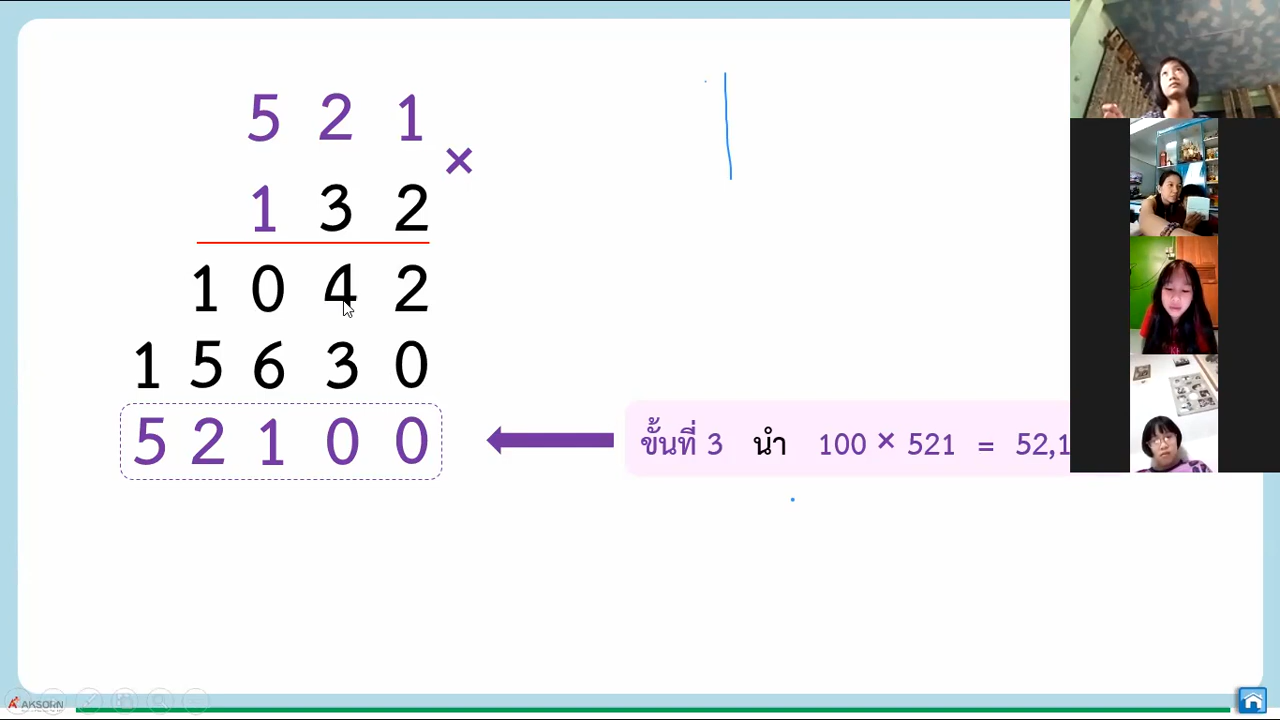 5 2 1
×
1 3 2
1 0 4 2
1 5 6 3 0
5 2 1 0 0
ขั้นที่ 3 นำ 100 × 521 = 52,1
AKSORN